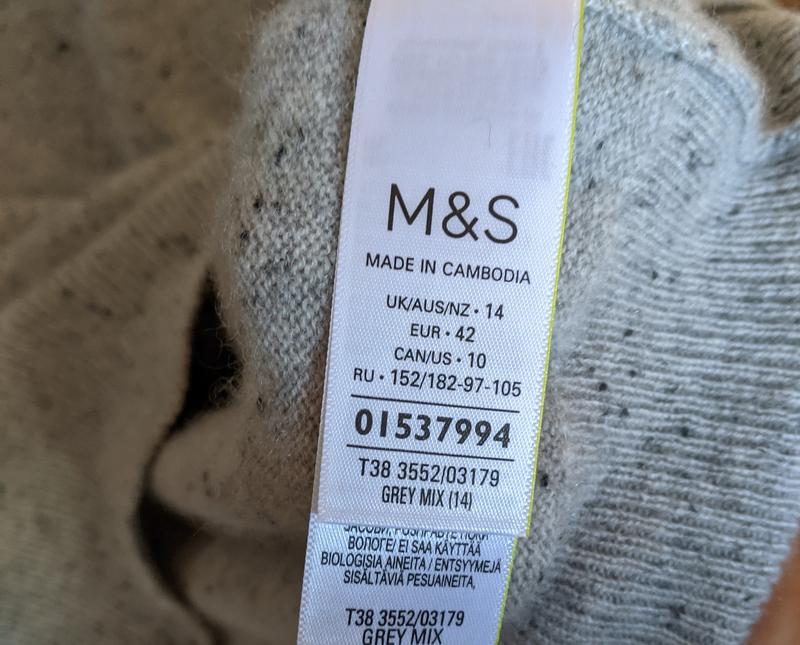 M&S
MADE IN CAMBODIA
UK/AUS/NZ • 14
EUR • 42
CAN/US • 10
RU • 152/182-97-105
01537994
T38 3552/03179
GREY MIX (14)
ВОЛОГЕ/ EI SAA KÄYTTÄÄ
BIOLOGISIA AINEITA / ENTSYYMEJÄ
SISÄLTÄVIÄ PESUAINEITA,
T38 3552/03179
GREY MIX